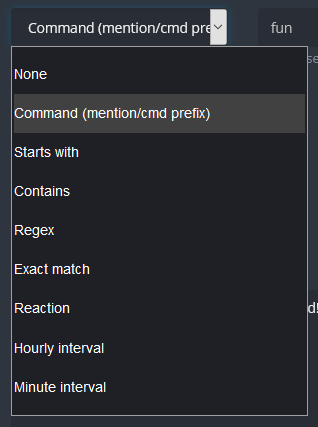 Command (mention/cmd pre
fun
None
Command (mention/cmd prefix)
Starts with
Contains
Regex
Exact match
Reaction
Hourly interval
Minute interval